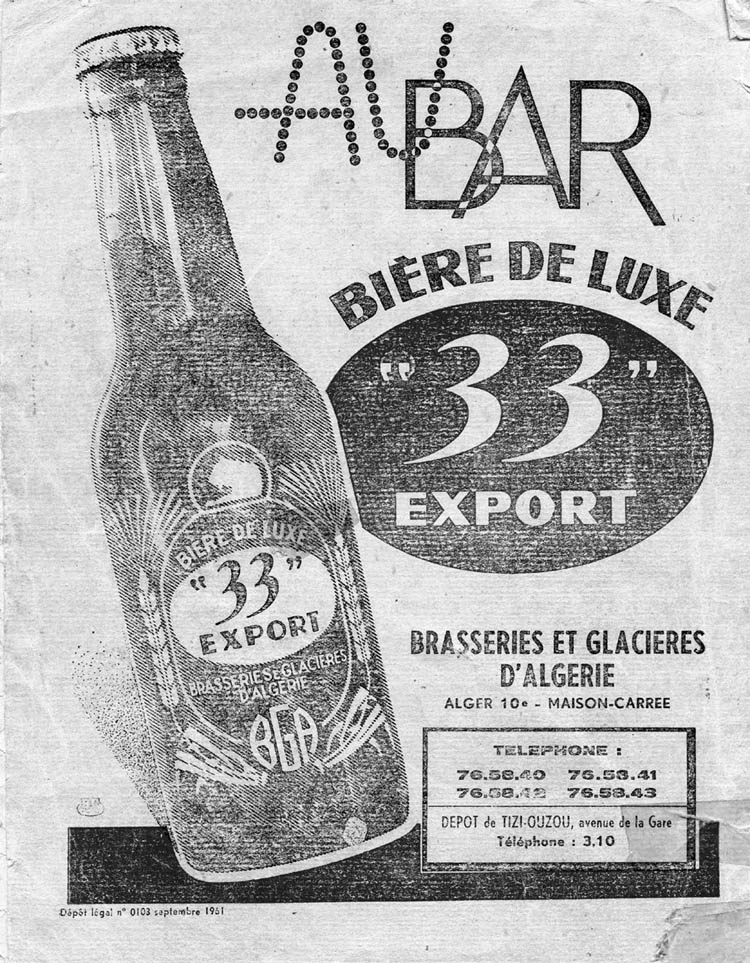 AU BAR
BIÈRE DE LUXE
"33"
EXPORT
BIÈRE DE LUXE
"33"
EXPORT
BRASSERIES & GLACIÈRES
D'ALGÉRIE
BGA
BRASSERIES ET GLACIERES
D'ALGERIE
ALGER 10e - MAISON-CARREE
TELEPHONE :
76.58.40 76.58.41
76.58.42 76.58.43
DEPOT de TIZI-OUZOU, avenue de la Gare
Téléphone : 3.10
Dépôt légal n° 0103 septembre 1961